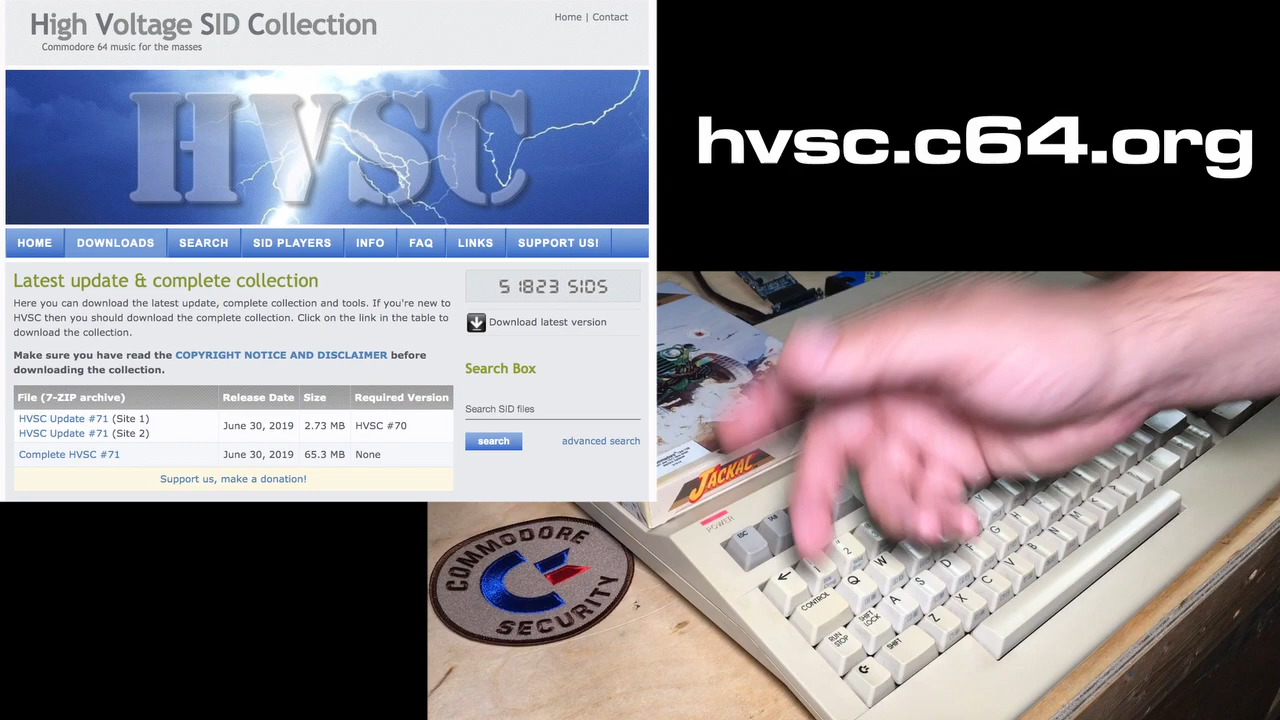 High Voltage SID Collection
Commodore 64 music for the masses
Home | Contact
HVSC
HOME DOWNLOADS SEARCH SID PLAYERS INFO FAQ LINKS SUPPORT US!
Latest update & complete collection
Here you can download the latest update, complete collection and tools. If you're new to
HVSC then you should download the complete collection. Click on the link in the table to
download the collection.
Make sure you have read the COPYRIGHT NOTICE AND DISCLAIMER before
downloading the collection.
File (7-ZIP archive) Release Date Size Required Version
HVSC Update #71 (Site 1)
HVSC Update #71 (Site 2)
June 30, 2019 2.73 MB HVSC #70
Complete HVSC #71 June 30, 2019 65.3 MB None
Support us, make a donation!
51823 SIDS
Download latest version
Search Box
Search SID files
search advanced search
hvsc.c64.org
JACKAL
POWER
ESC
2
Q W
CONTROL A S D F G H
RUN STOP SHIFT LOCK Z X C V B N M
SHIFT
COMMODORE
SECURITY